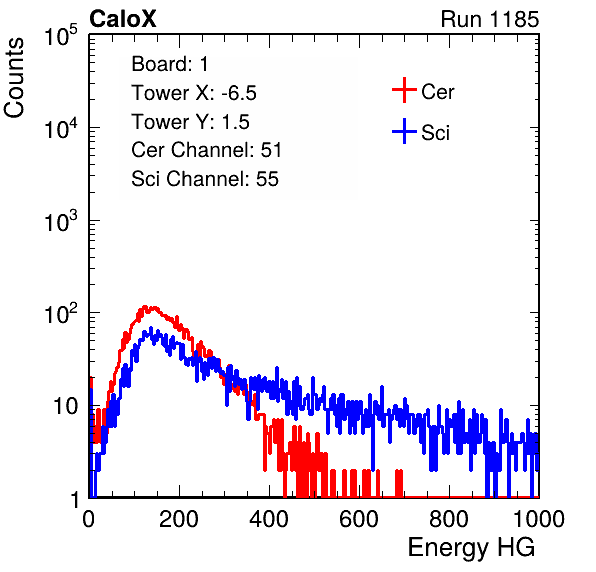 CaloX Run 1185
Counts
10^5
10^4
10^3
10^2
10
1
Board: 1
Tower X: -6.5
Tower Y: 1.5
Cer Channel: 51
Sci Channel: 55
Cer
Sci
0 200 400 600 800 1000
Energy HG